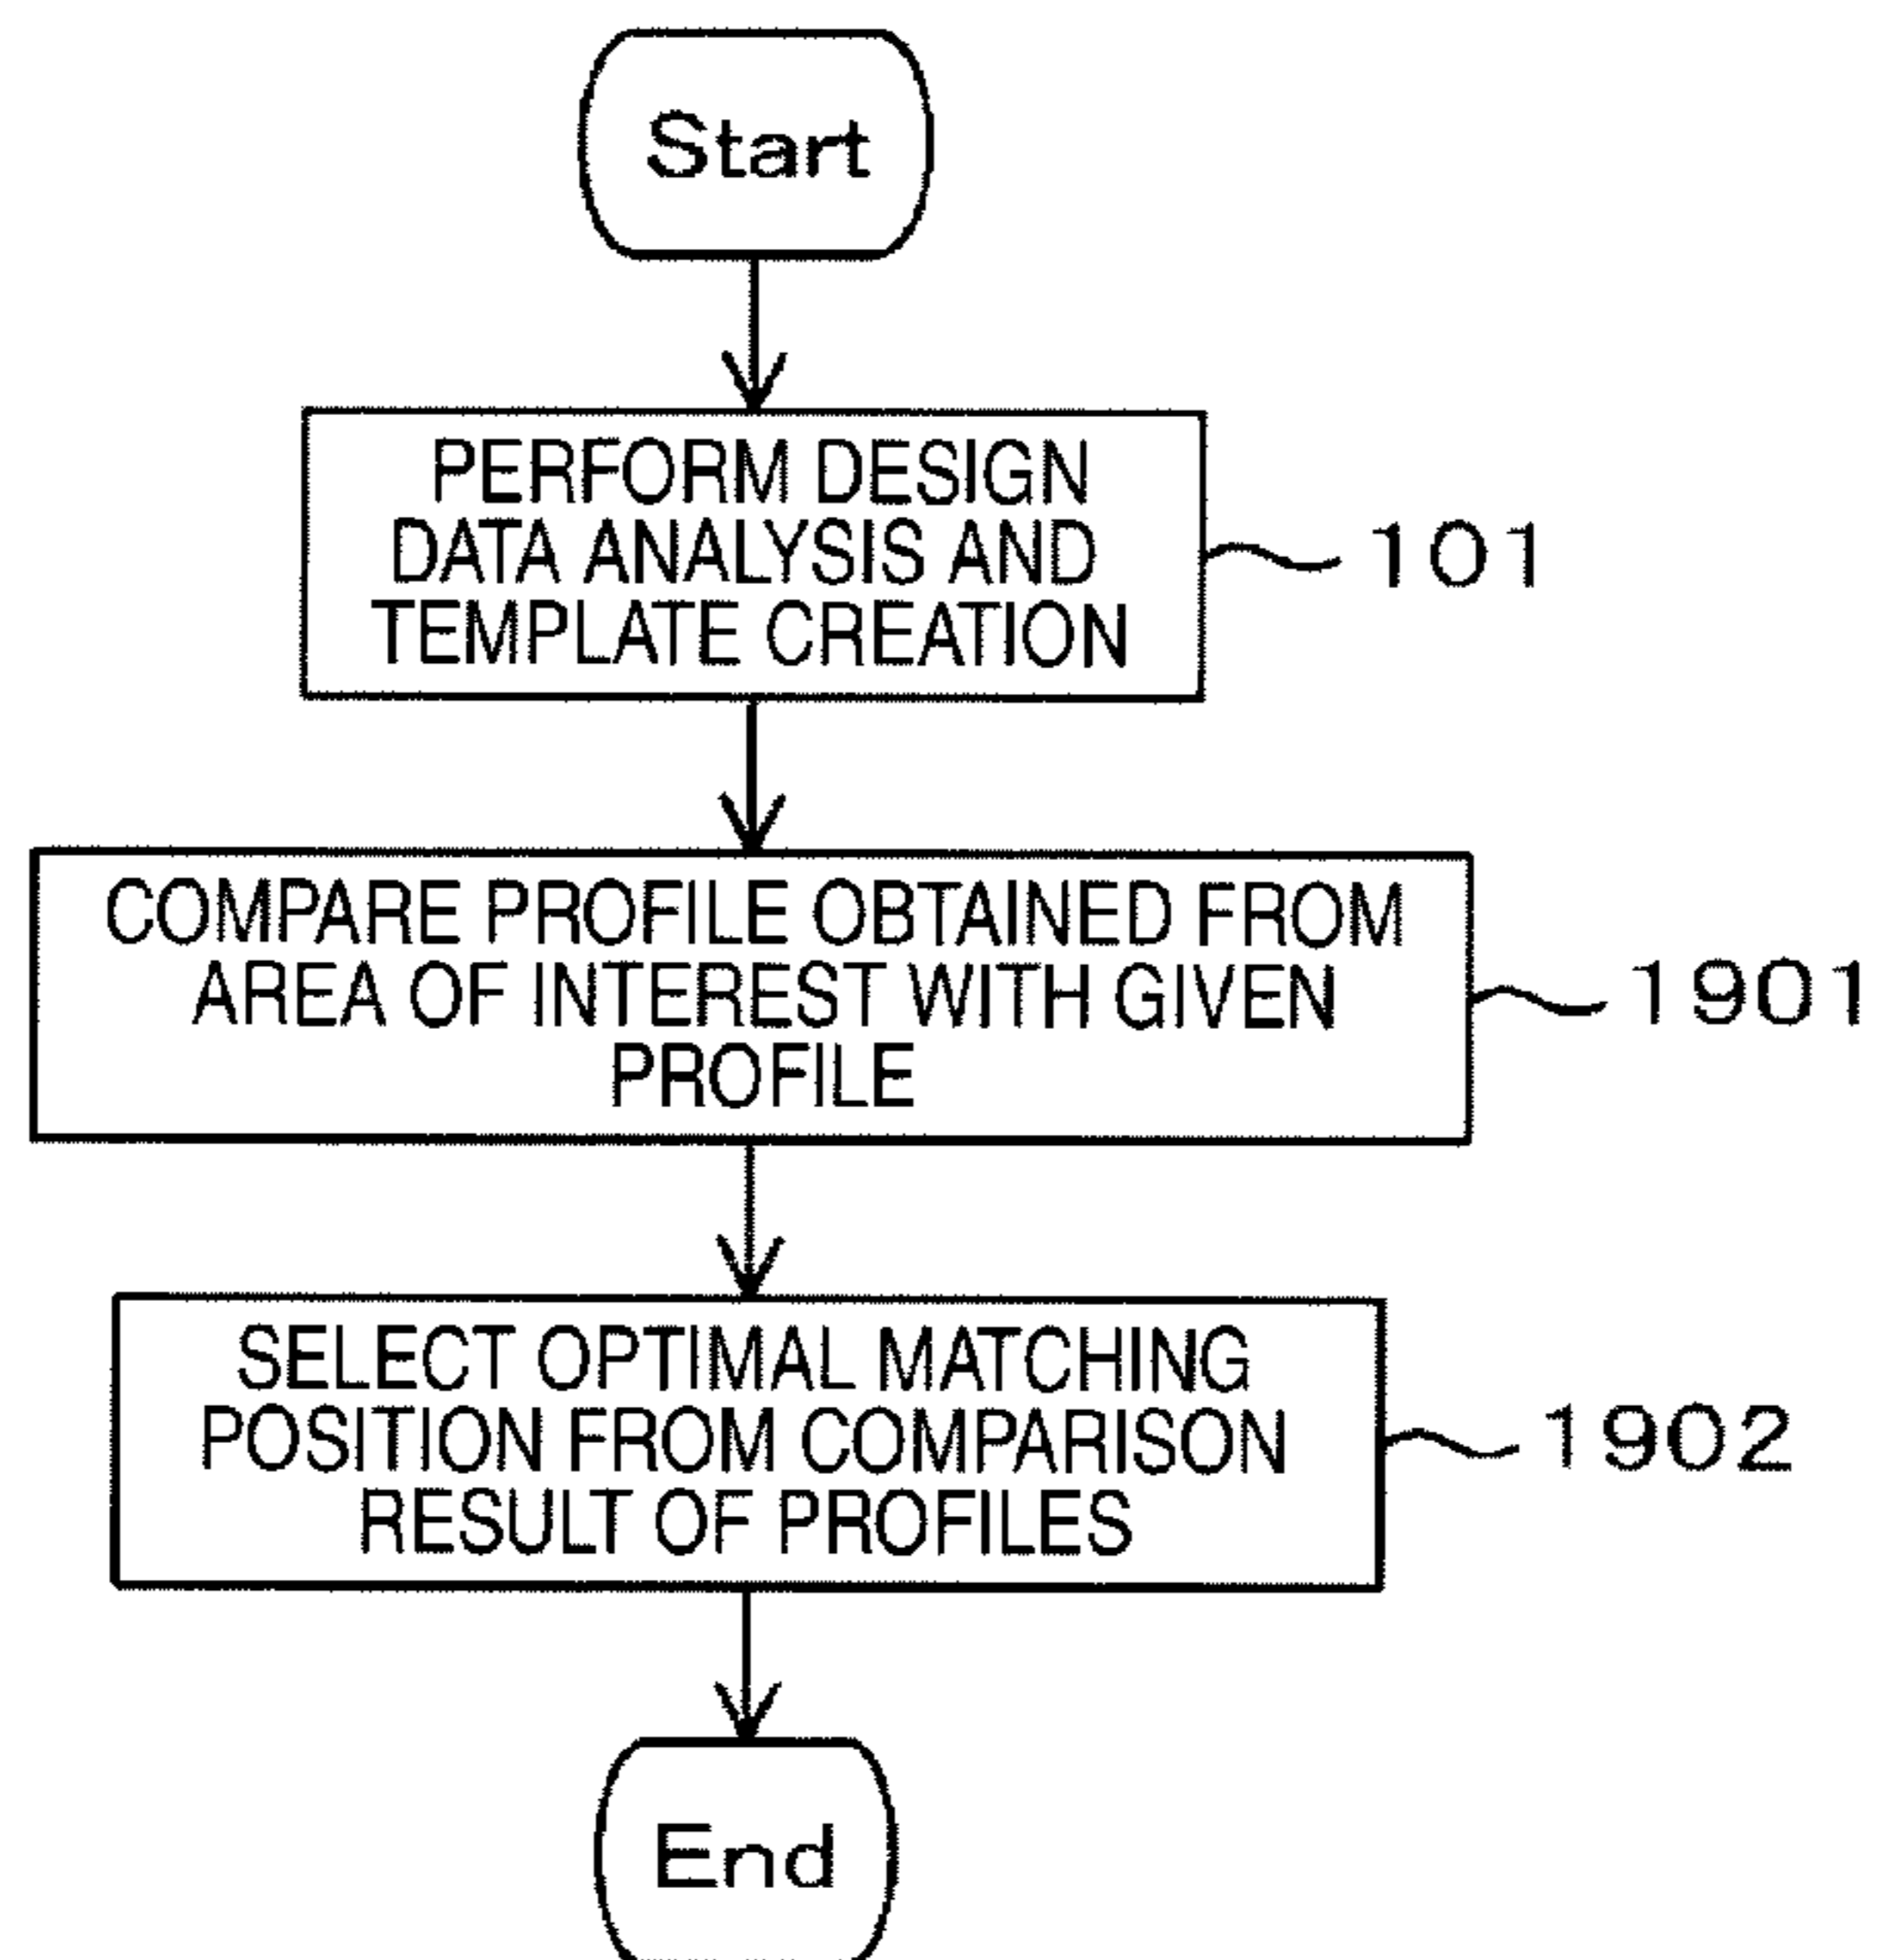 Start
PERFORM DESIGN
DATA ANALYSIS AND
TEMPLATE CREATION
101
COMPARE PROFILE OBTAINED FROM
AREA OF INTEREST WITH GIVEN
PROFILE
1901
SELECT OPTIMAL MATCHING
POSITION FROM COMPARISON
RESULT OF PROFILES
1902
End